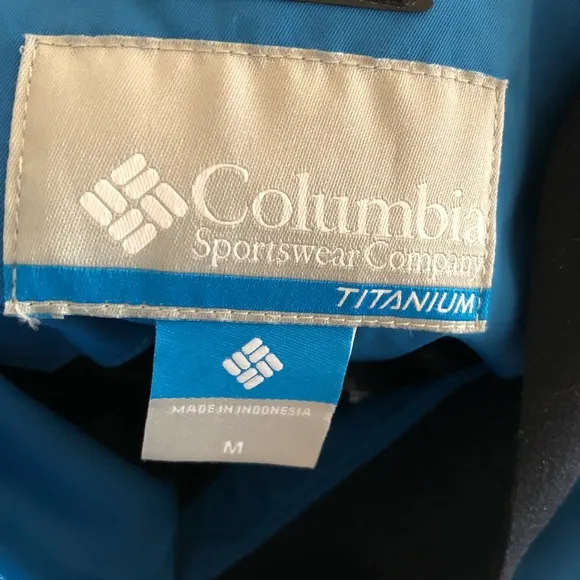 Columbia
Sportswear Company
TITANIUM
MADE IN INDONESIA
M